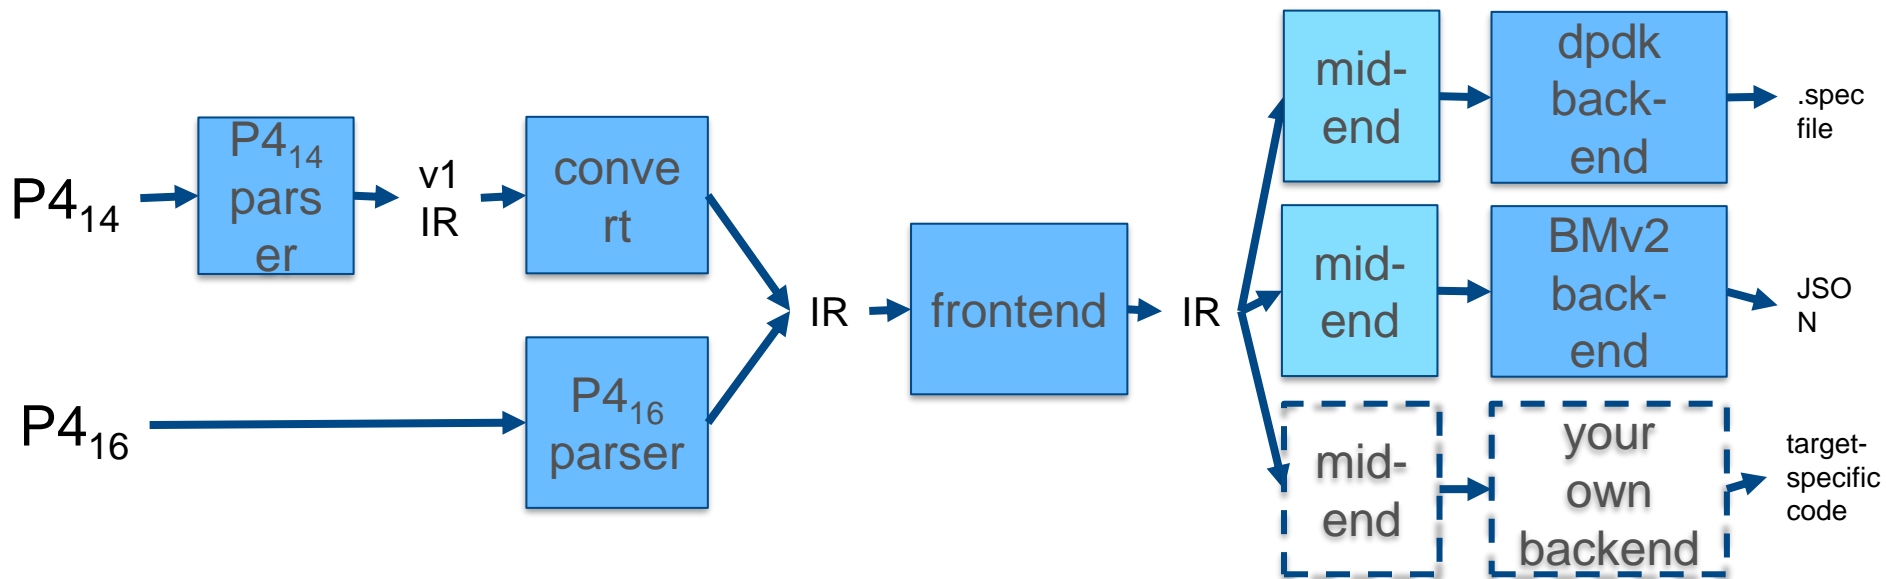 P4₁₄
P4₁₄
pars
er
v1
IR
conve
rt
P4₁₆
P4₁₆
parser
IR
frontend
IR
mid-
end
dpdk
back-
end
.spec
file
mid-
end
BMv2
back-
end
JSO
N
mid-
end
your
own
backend
target-
specific
code